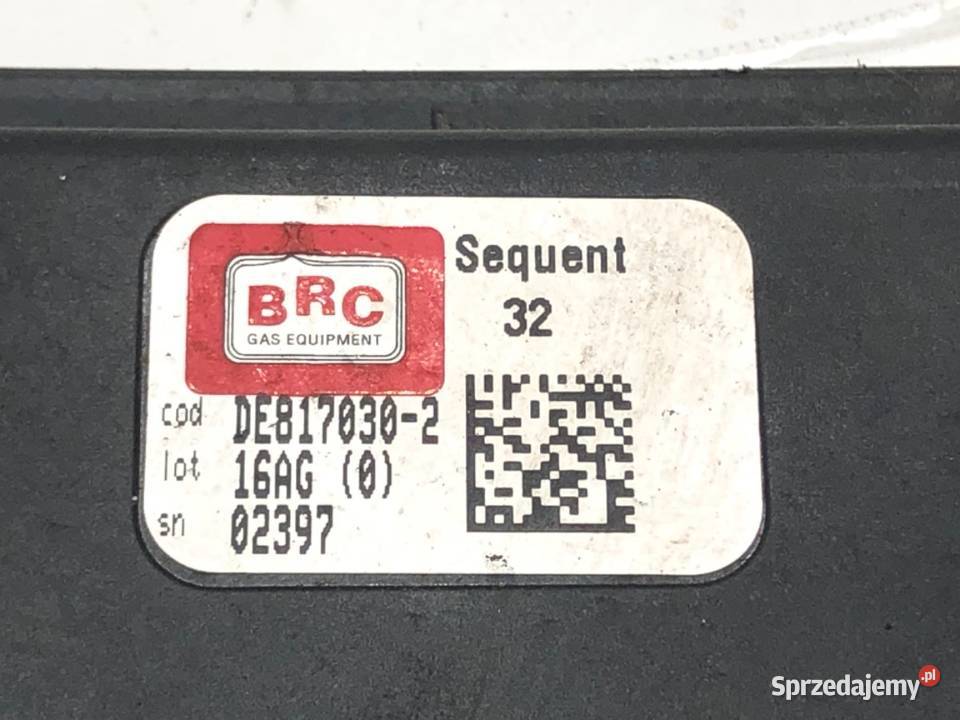 BRC
GAS EQUIPMENT
Sequent
32
cod DE817030-2
lot 16AG (0)
sn 02397
Sprzedajemy.pl